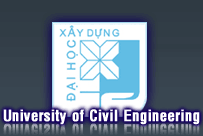 XÂY DỰNG
ĐẠI HỌC
University of Civil Engineering